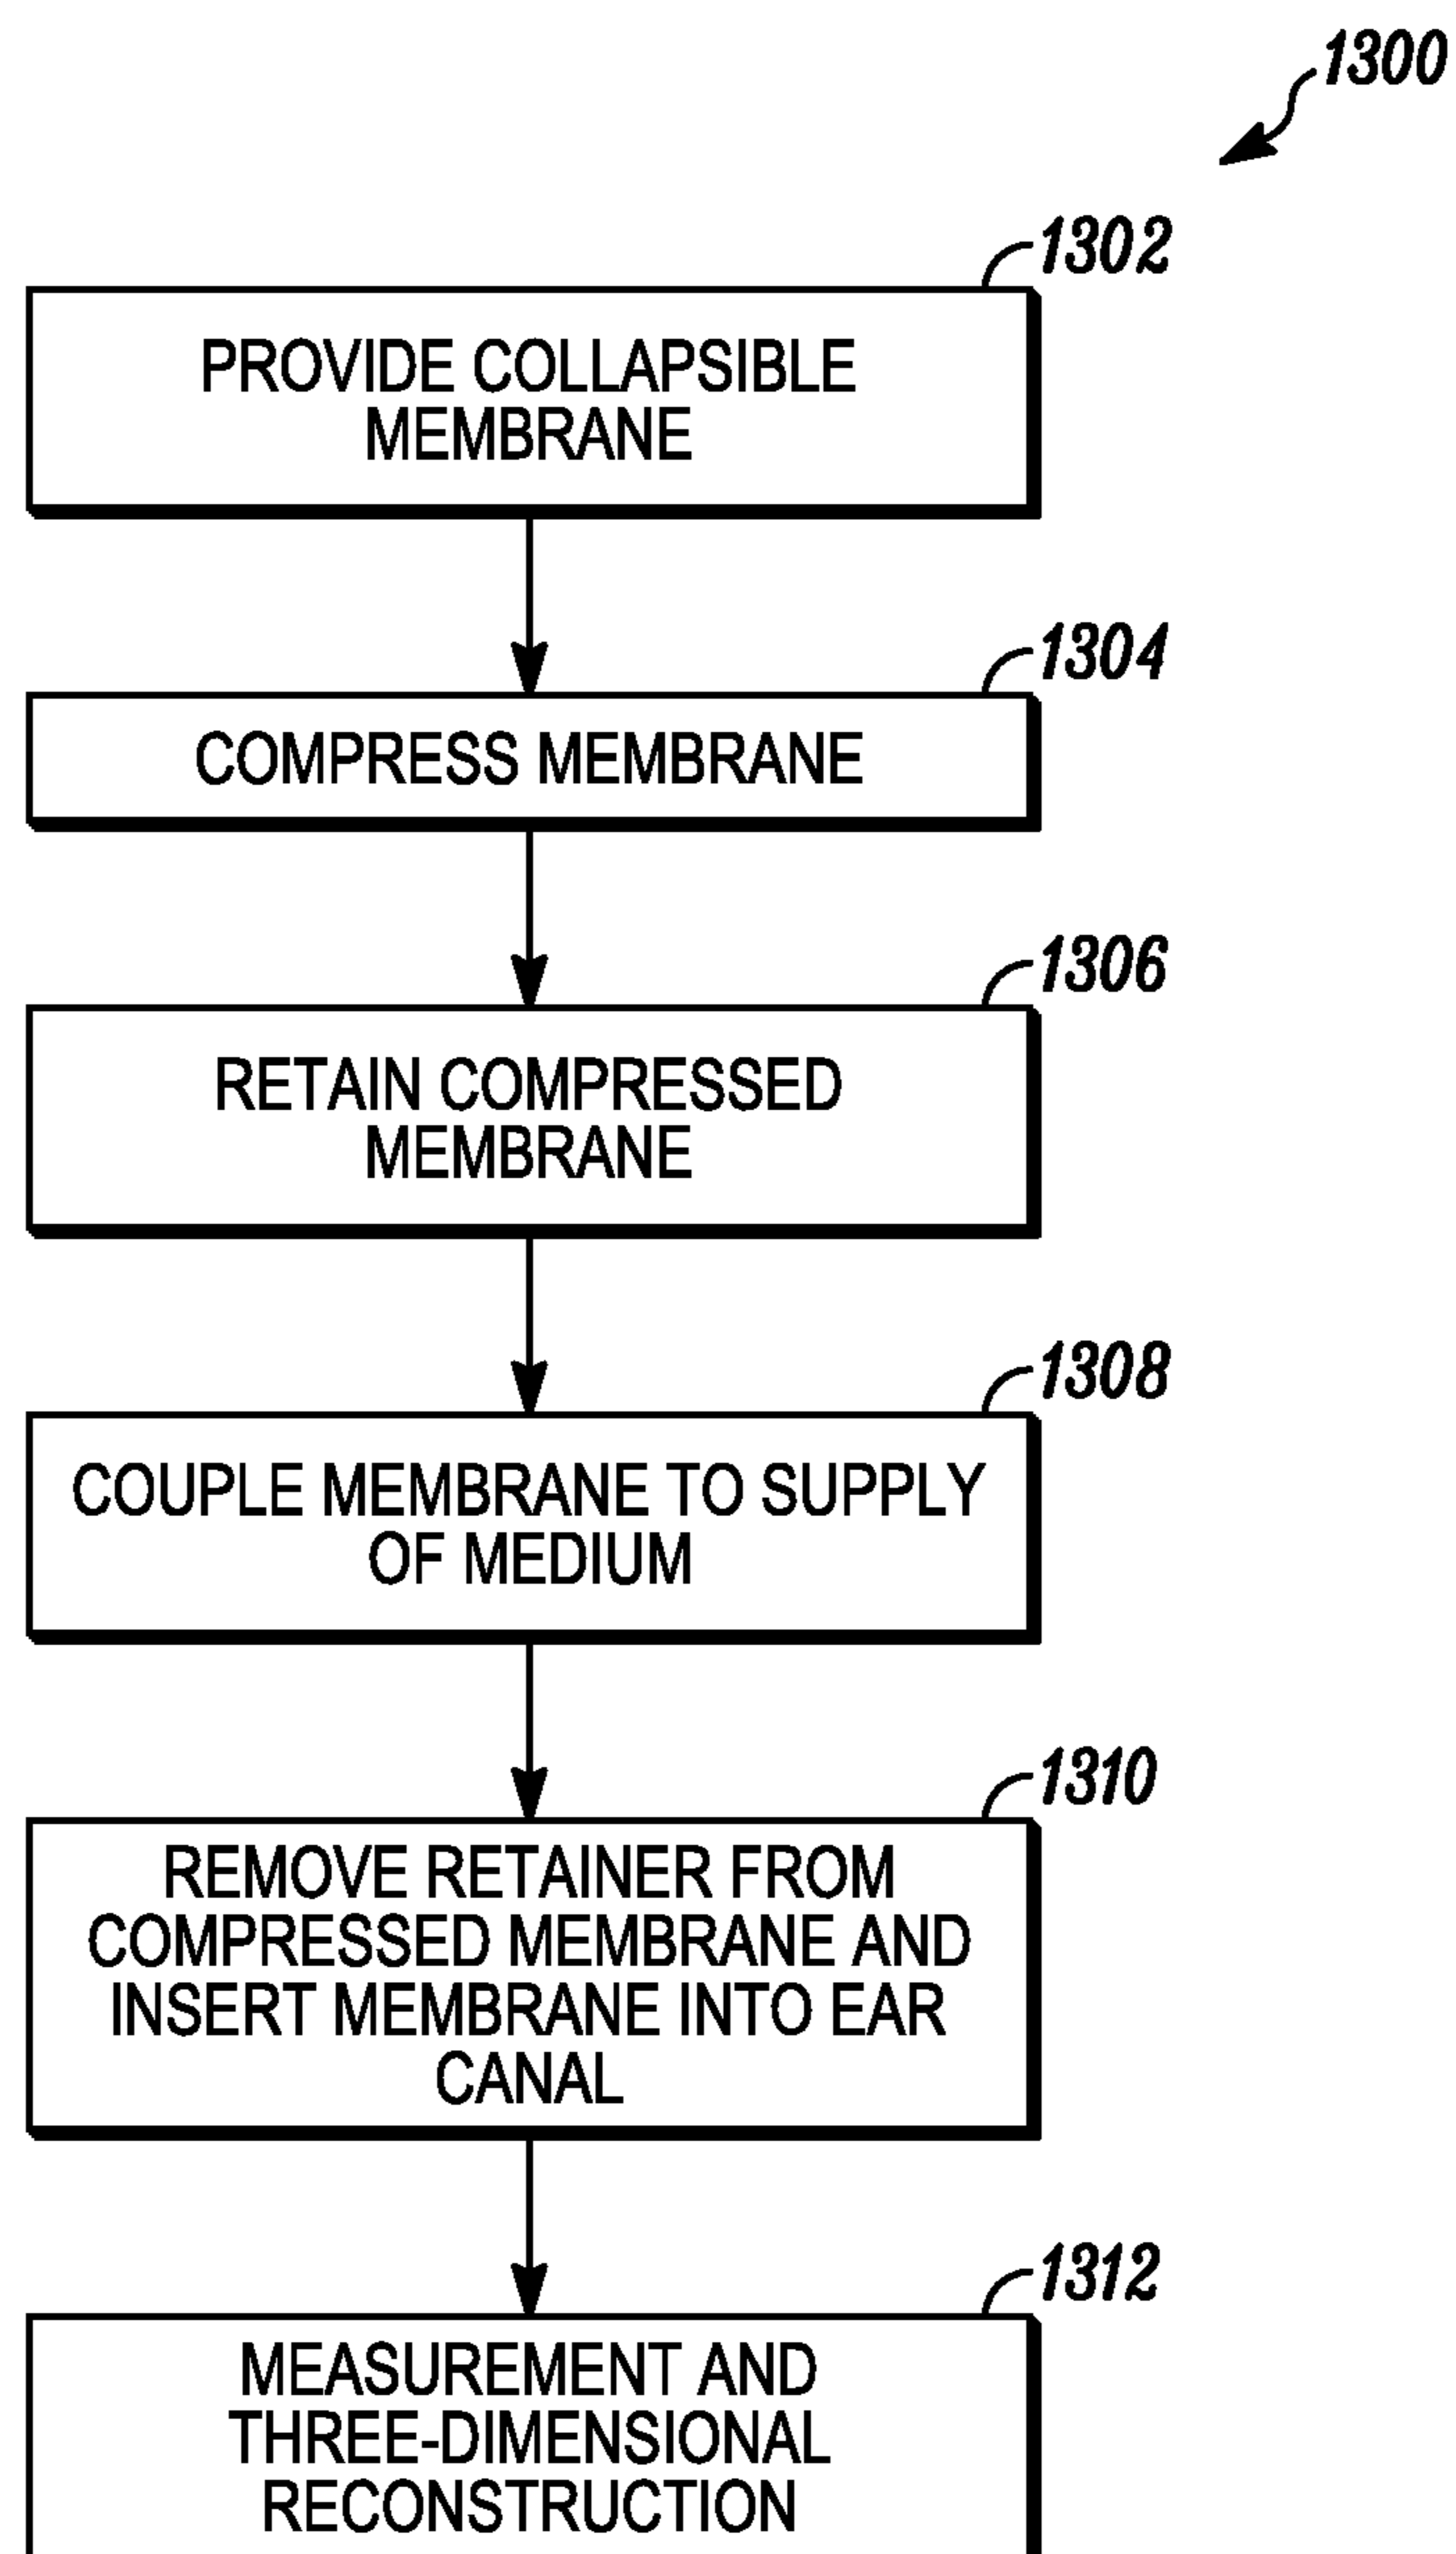 1300
1302
PROVIDE COLLAPSIBLE
MEMBRANE
1304
COMPRESS MEMBRANE
1306
RETAIN COMPRESSED
MEMBRANE
1308
COUPLE MEMBRANE TO SUPPLY
OF MEDIUM
1310
REMOVE RETAINER FROM
COMPRESSED MEMBRANE AND
INSERT MEMBRANE INTO EAR
CANAL
1312
MEASUREMENT AND
THREE-DIMENSIONAL
RECONSTRUCTION